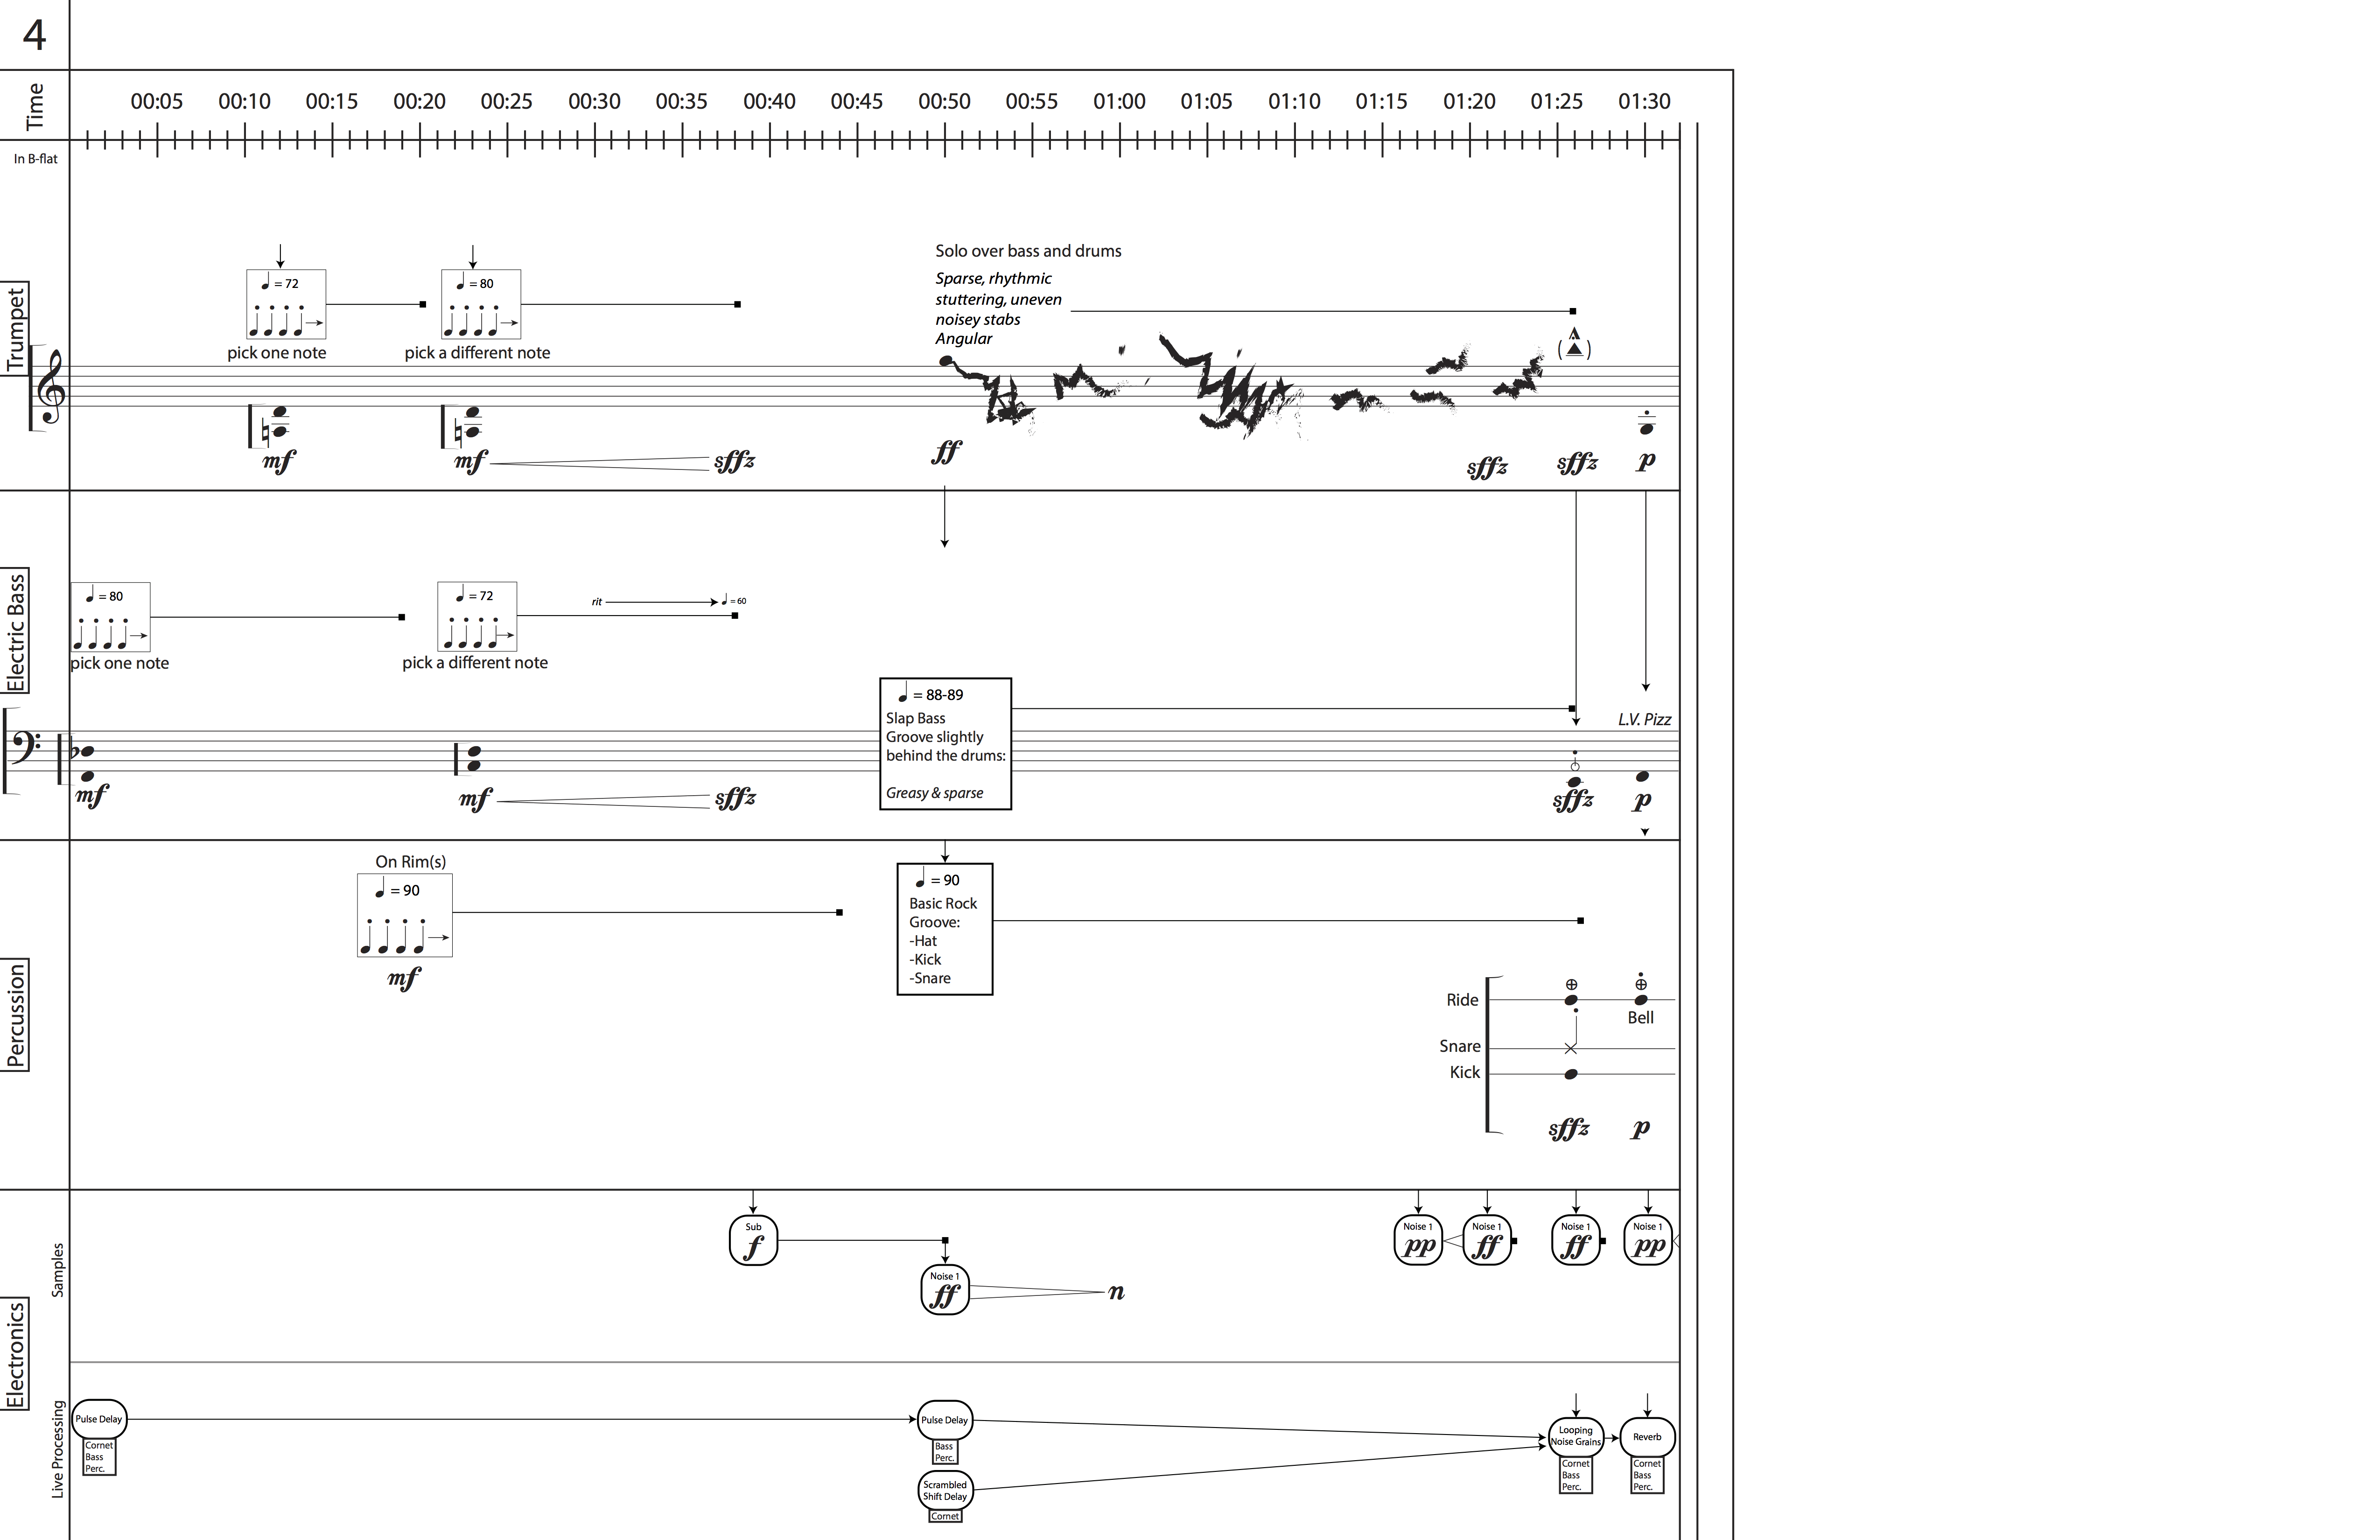 4
Time
00:05 00:10 00:15 00:20 00:25 00:30 00:35 00:40 00:45 00:50 00:55 01:00 01:05 01:10 01:15 01:20 01:25 01:30
In B-flat
Trumpet
= 72
pick one note
= 80
pick a different note
Solo over bass and drums
Sparse, rhythmic
stuttering, uneven
noisey stabs
Angular
mf
mf
sffz
ff
sffz
sffz
p
Electric Bass
= 80
pick one note
= 72
pick a different note
rit
= 60
= 88-89
Slap Bass
Groove slightly
behind the drums:
Greasy & sparse
L.V. Pizz
mf
mf
sffz
sffz
p
Percussion
On Rim(s)
= 90
mf
= 90
Basic Rock
Groove:
-Hat
-Kick
-Snare
Ride
Bell
Snare
Kick
sffz
p
Electronics
Samples
Sub
f
Noise 1
ff
n
Noise 1
pp
Noise 1
ff
Noise 1
ff
Noise 1
pp
Live Processing
Pulse Delay
Cornet
Bass
Perc.
Pulse Delay
Bass
Perc.
Scrambled
Shift Delay
Cornet
Looping
Noise Grains
Cornet
Bass
Perc.
Reverb
Cornet
Bass
Perc.